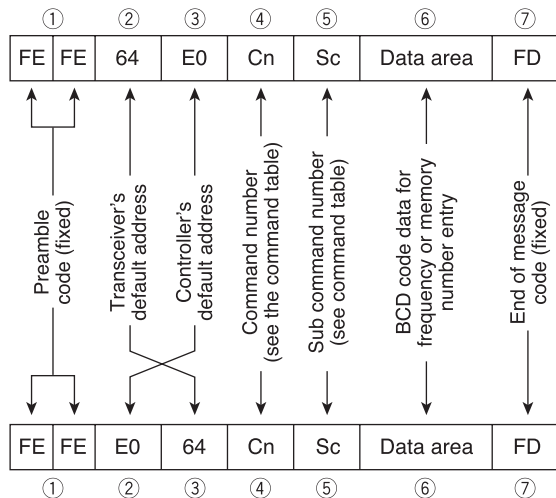 ① ② ③ ④ ⑤ ⑥ ⑦
FE FE 64 E0 Cn Sc Data area FD
Preamble
code (fixed)
Transceiver’s
default address
Controller’s
default address
Command number
(see the command table)
Sub command number
(see command table)
BCD code data for
frequency or memory
number entry
End of message
code (fixed)
FE FE E0 64 Cn Sc Data area FD
① ② ③ ④ ⑤ ⑥ ⑦